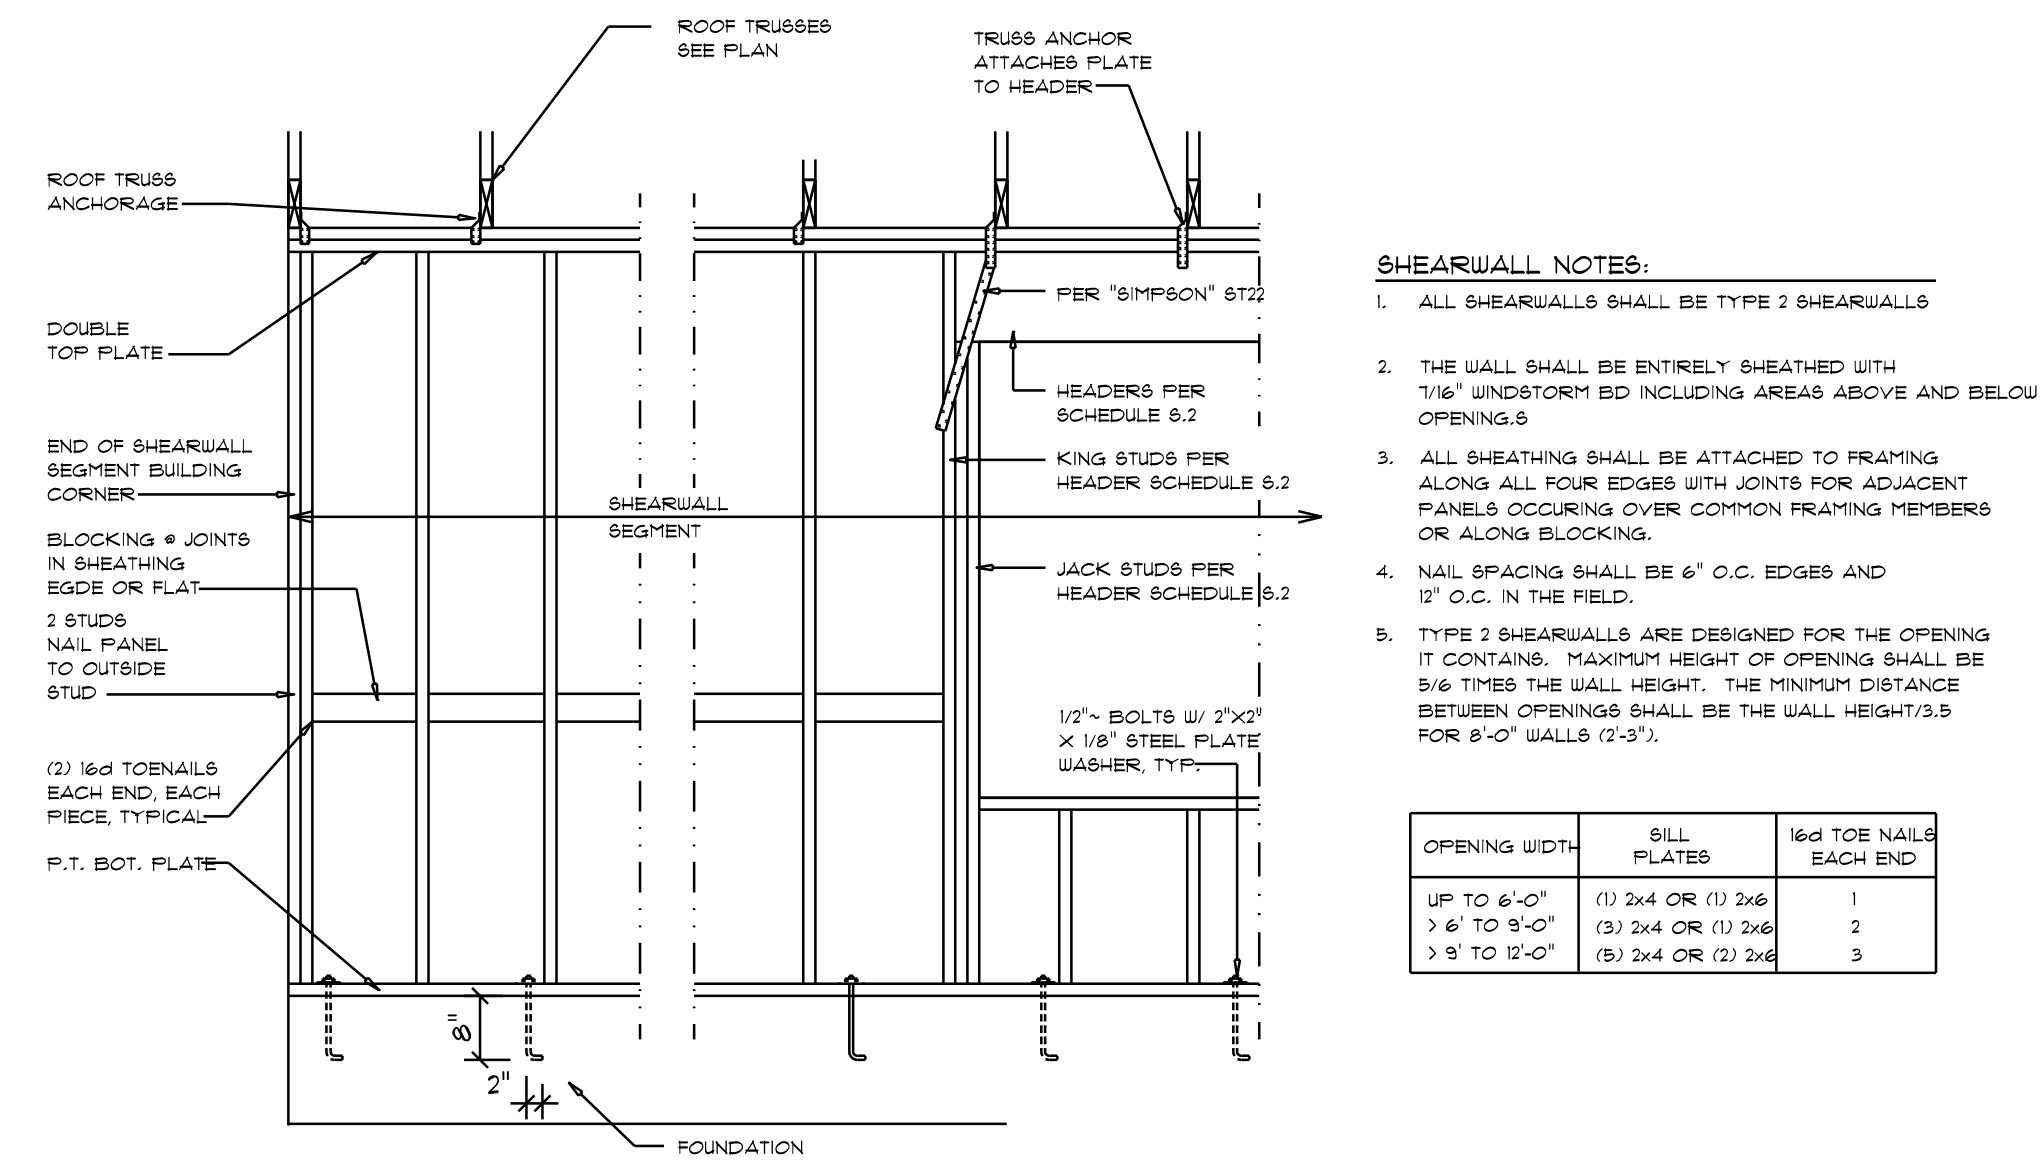 ROOF TRUSSES
SEE PLAN
TRUSS ANCHOR
ATTACHES PLATE
TO HEADER
ROOF TRUSS
ANCHORAGE
DOUBLE
TOP PLATE
END OF SHEARWALL
SEGMENT BUILDING
CORNER
BLOCKING @ JOINTS
IN SHEATHING
EGDE OR FLAT
2 STUDS
NAIL PANEL
TO OUTSIDE
STUD
(2) 16d TOENAILS
EACH END, EACH
PIECE, TYPICAL
P.T. BOT. PLATE
SHEARWALL
SEGMENT
PER "SIMPSON" ST22
HEADERS PER
SCHEDULE S.2
KING STUDS PER
HEADER SCHEDULE S.2
JACK STUDS PER
HEADER SCHEDULE S.2
1/2"~ BOLTS W/ 2"X2"
X 1/8" STEEL PLATE
WASHER, TYP.
8"
2"
FOUNDATION
SHEARWALL NOTES:
1. ALL SHEARWALLS SHALL BE TYPE 2 SHEARWALLS
2. THE WALL SHALL BE ENTIRELY SHEATHED WITH
7/16" WINDSTORM BD INCLUDING AREAS ABOVE AND BELOW
OPENING.S
3. ALL SHEATHING SHALL BE ATTACHED TO FRAMING
ALONG ALL FOUR EDGES WITH JOINTS FOR ADJACENT
PANELS OCCURING OVER COMMON FRAMING MEMBERS
OR ALONG BLOCKING.
4. NAIL SPACING SHALL BE 6" O.C. EDGES AND
12" O.C. IN THE FIELD.
5. TYPE 2 SHEARWALLS ARE DESIGNED FOR THE OPENING
IT CONTAINS. MAXIMUM HEIGHT OF OPENING SHALL BE
5/6 TIMES THE WALL HEIGHT. THE MINIMUM DISTANCE
BETWEEN OPENINGS SHALL BE THE WALL HEIGHT/3.5
FOR 8'-0" WALLS (2'-3").
OPENING WIDTH
SILL
PLATES
16d TOE NAILS
EACH END
UP TO 6'-0" (1) 2x4 OR (1) 2x6 1
> 6' TO 9'-0" (3) 2x4 OR (1) 2x6 2
> 9' TO 12'-0" (5) 2x4 OR (2) 2x6 3